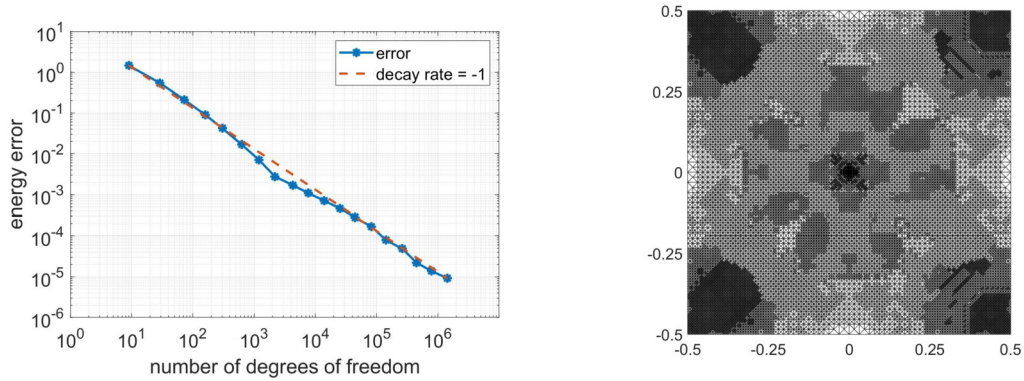 energy error
10^1
10^0
10^-1
10^-2
10^-3
10^-4
10^-5
10^-6
error
decay rate = -1
10^0 10^1 10^2 10^3 10^4 10^5 10^6
number of degrees of freedom
0.5
0.25
0
-0.25
-0.5
-0.5 -0.25 0 0.25 0.5